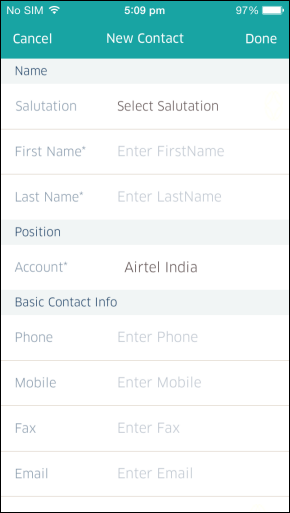 No SIM 5:09 pm 97%
Cancel New Contact Done
Name
Salutation Select Salutation
First Name* Enter FirstName
Last Name* Enter LastName
Position
Account* Airtel India
Basic Contact Info
Phone Enter Phone
Mobile Enter Mobile
Fax Enter Fax
Email Enter Email